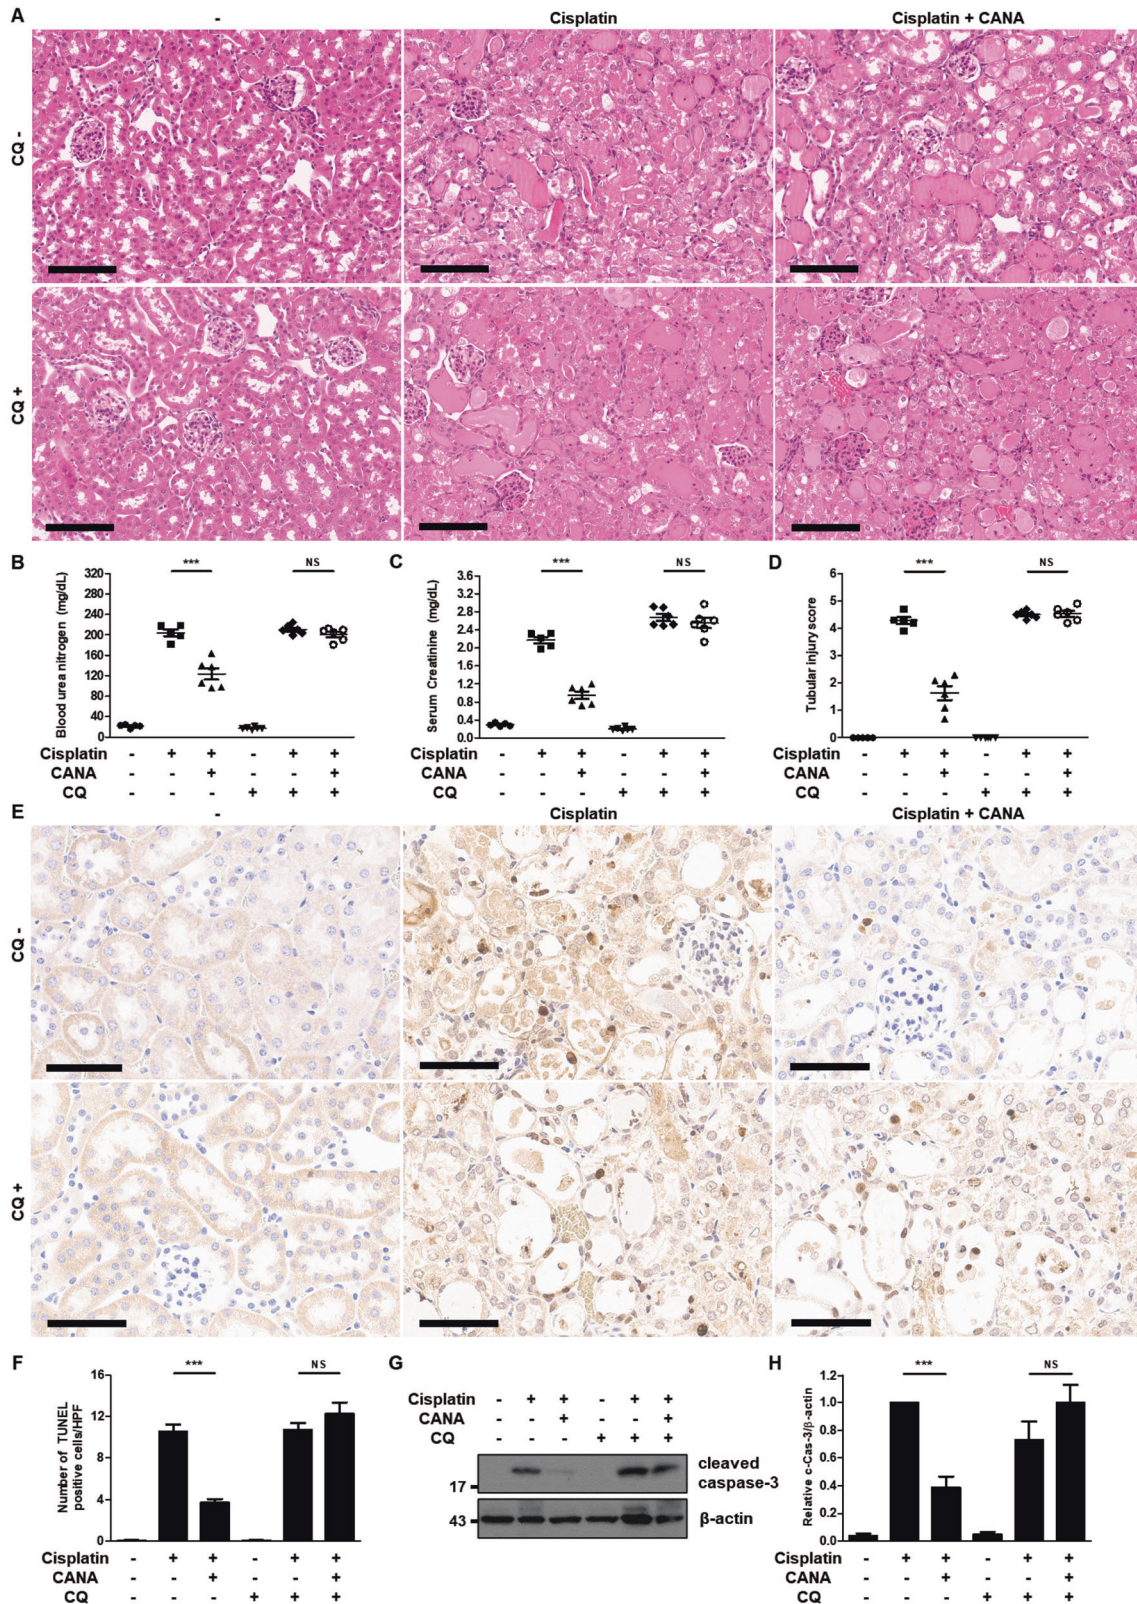 A
- Cisplatin Cisplatin + CANA
CQ -
CQ +
B
Blood urea nitrogen (mg/dL)
320
280
240
200
160
120
80
40
0
*** NS
Cisplatin - + + - + +
CANA - - + - - +
CQ - - - + + +
C
Serum Creatinine (mg/dL)
3.6
3.2
2.8
2.4
2.0
1.6
1.2
0.8
0.4
0.0
*** NS
- + + - + +
- - + - - +
- - - + + +
D
Tubular injury score
6
5
4
3
2
1
0
*** NS
Cisplatin - + + - + +
CANA - - + - - +
CQ - - - + + +
E
- Cisplatin Cisplatin + CANA
CQ -
CQ +
F
Number of TUNEL
positive cells/HPF
16
12
8
4
0
*** NS
Cisplatin - + + - + +
CANA - - + - - +
CQ - - - + + +
G
Cisplatin - + + - + +
CANA - - + - - +
CQ - - - + + +
17
cleaved
caspase-3
43
β-actin
H
Relative c-Cas-3/β-actin
1.2
1.0
0.8
0.6
0.4
0.2
0.0
*** NS
Cisplatin - + + - + +
CANA - - + - - +
CQ - - - + + +